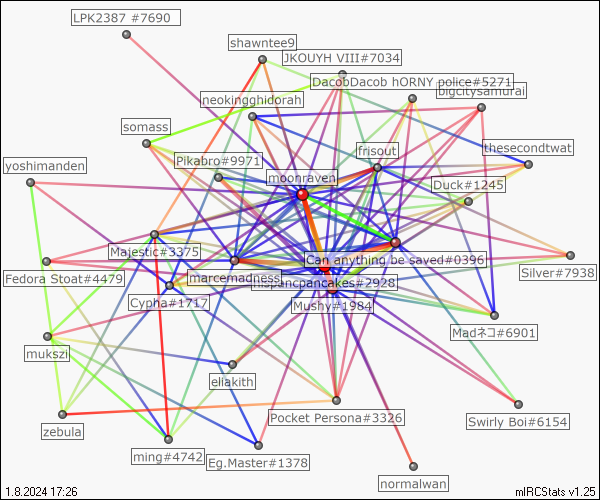 LPK2387 #7690
shawntee9
JKOUYH VIII#7034
DacobDacob hORNY police#5271
bigcitysamurai
neokingghidorah
somass
frisout
thesecondtwat
Pikabro#9971
yoshimanden
moonraven
Duck#1245
Majestic#3375
Can anything be saved#0396
Silver#7938
Fedora Stoat#4479
marcemadness
hispancpancakes#2928
Cypha#1717
Mushy#1984
Madネコ#6901
mukszi
eliakith
Pocket Persona#3326
Swirly Boi#6154
zebula
ming#4742
Eg.Master#1378
normalwan
1.8.2024 17:26
mIRCStats v1.25